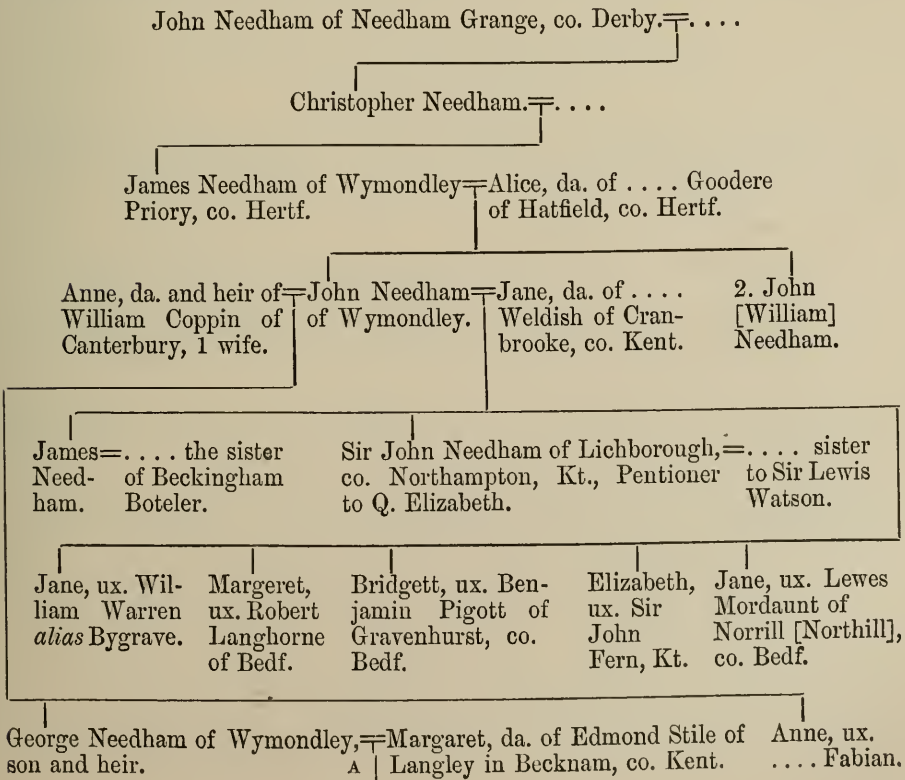 John Needham of Needham Grange, co. Derby.=. . . .
Christopher Needham.=. . . .
James Needham of Wymondley=Alice, da. of . . . . Goodere
Priory, co. Hertf.
of Hatfield, co. Hertf.
Anne, da. and heir of=John Needham=Jane, da. of . . . .
William Coppin of
Canterbury, 1 wife.
of Wymondley.
Weldish of Cran-
brooke, co. Kent.
2. John
[William]
Needham.
James=. . . . the sister
Need-
ham.
of Beckingham
Boteler.
Sir John Needham of Lichborough,=. . . . sister
co. Northampton, Kt., Pentioner
to Q. Elizabeth.
to Sir Lewis
Watson.
Jane, ux. Wil-
liam Warren
alias Bygrave.
Margeret,
ux. Robert
Langhorne
of Bedf.
Bridgett, ux. Ben-
jamin Pigott of
Gravenhurst, co.
Bedf.
Elizabeth,
ux. Sir
John
Fern, Kt.
Jane, ux. Lewes
Mordaunt of
Norrill [Northill],
co. Bedf.
George Needham of Wymondley,=Margaret, da. of Edmond Stile of
son and heir.
A
Langley in Becknam, co. Kent.
Anne, ux.
. . . . Fabian.